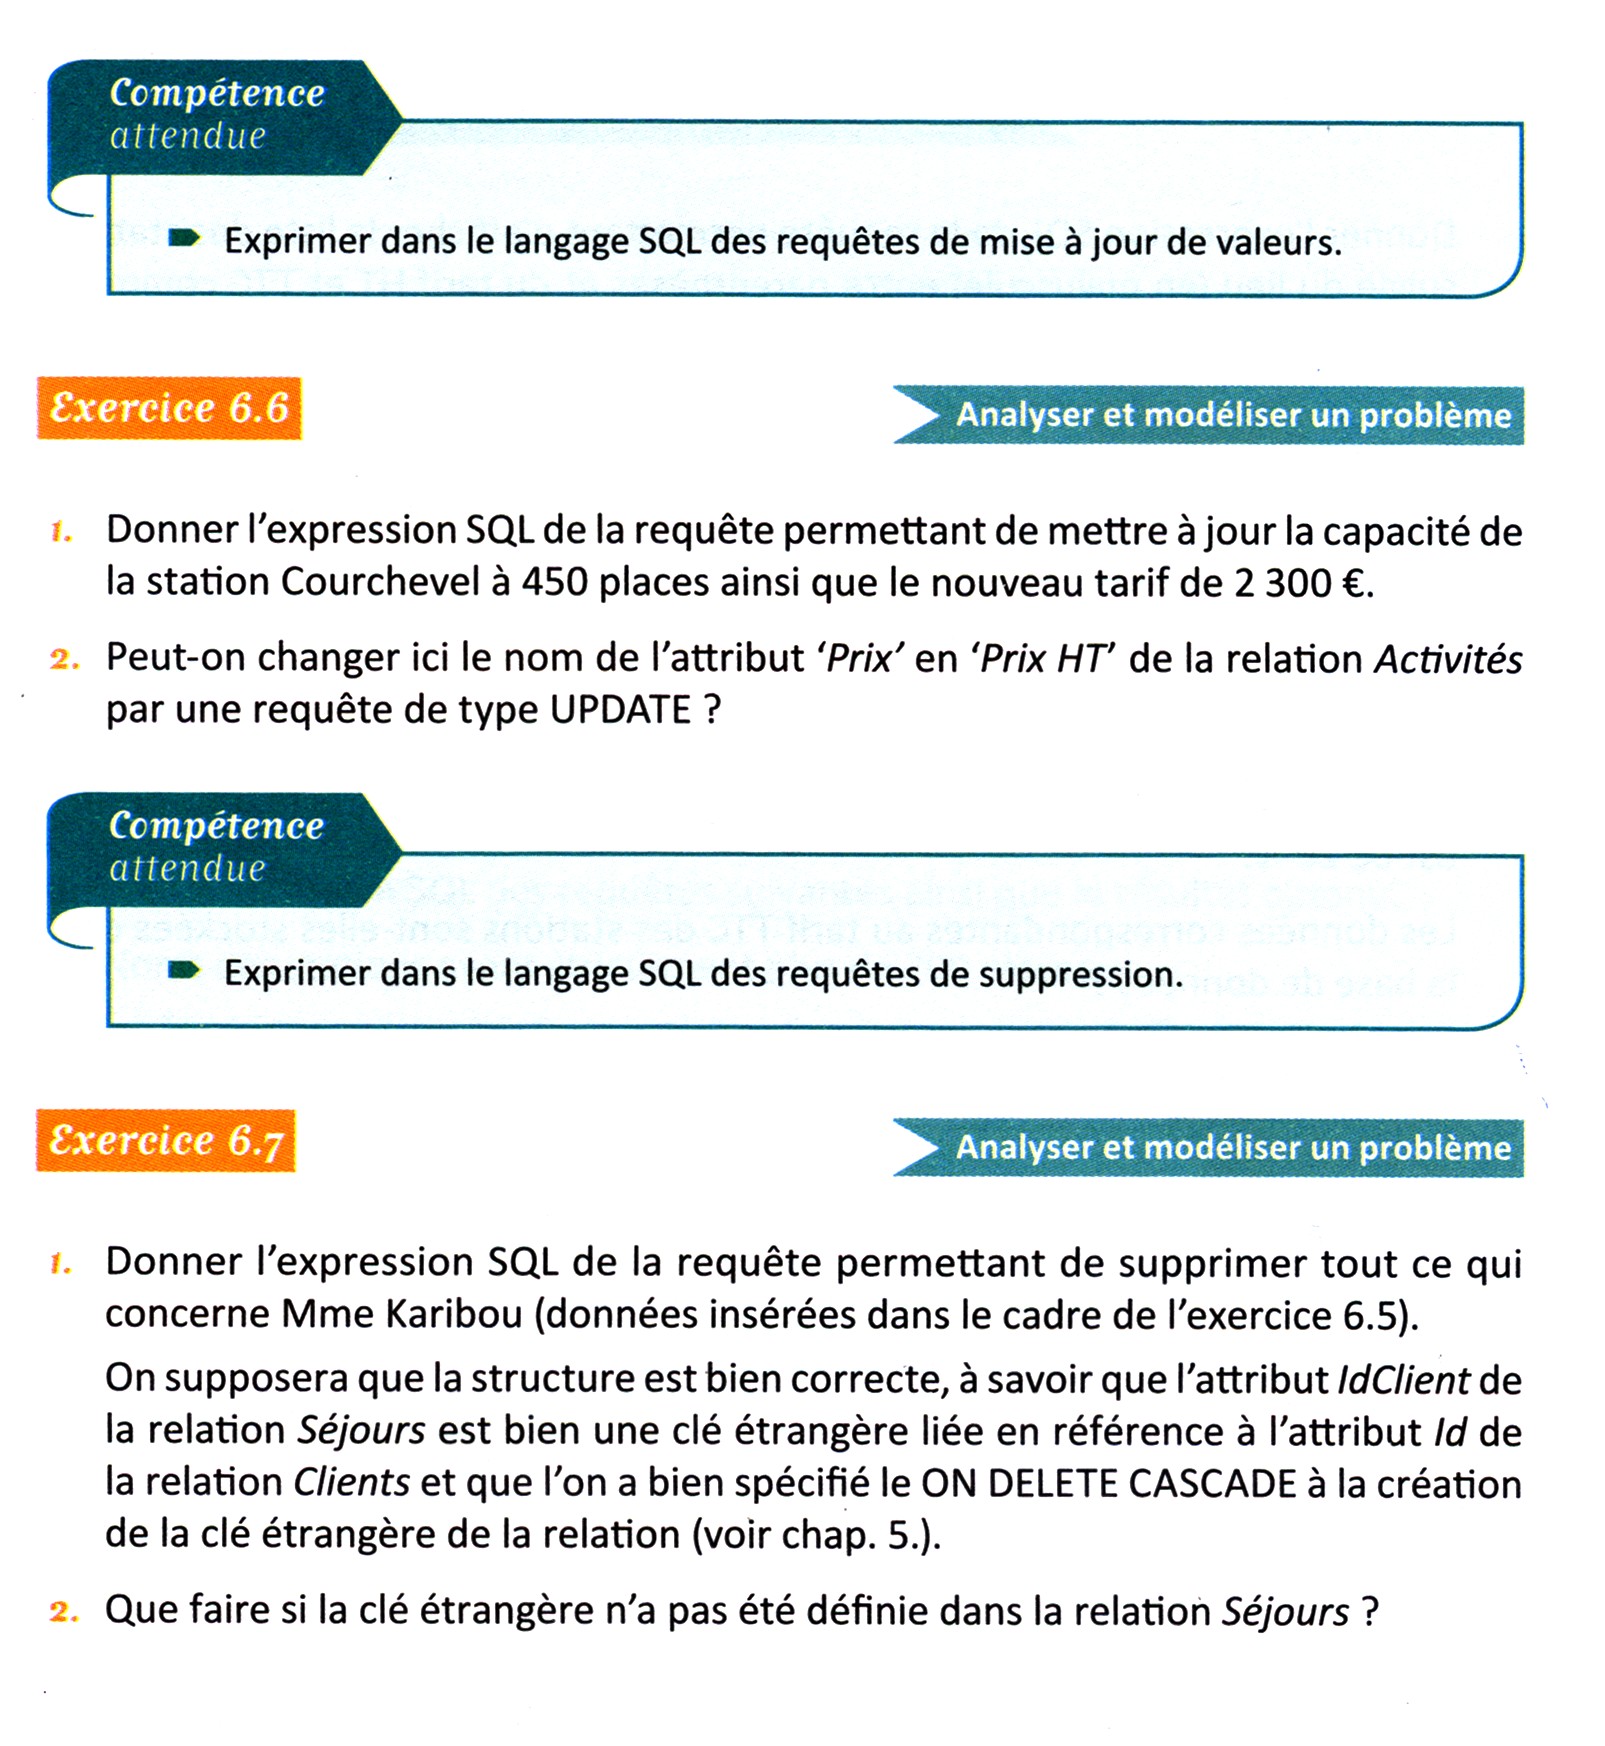 Compétence
attendue
Exprimer dans le langage SQL des requêtes de mise à jour de valeurs.
Exercice 6.6
Analyser et modéliser un problème
1. Donner l'expression SQL de la requête permettant de mettre à jour la capacité de
la station Courchevel à 450 places ainsi que le nouveau tarif de 2 300 €.
2. Peut-on changer ici le nom de l'attribut ‘Prix’ en ‘Prix HT’ de la relation Activités
par une requête de type UPDATE ?
Compétence
attendue
Exprimer dans le langage SQL des requêtes de suppression.
Exercice 6.7
Analyser et modéliser un problème
1. Donner l'expression SQL de la requête permettant de supprimer tout ce qui
concerne Mme Karibou (données insérées dans le cadre de l'exercice 6.5).
On supposera que la structure est bien correcte, à savoir que l'attribut IdClient de
la relation Séjours est bien une clé étrangère liée en référence à l'attribut Id de
la relation Clients et que l'on a bien spécifié le ON DELETE CASCADE à la création
de la clé étrangère de la relation (voir chap. 5.).
2. Que faire si la clé étrangère n'a pas été définie dans la relation Séjours ?